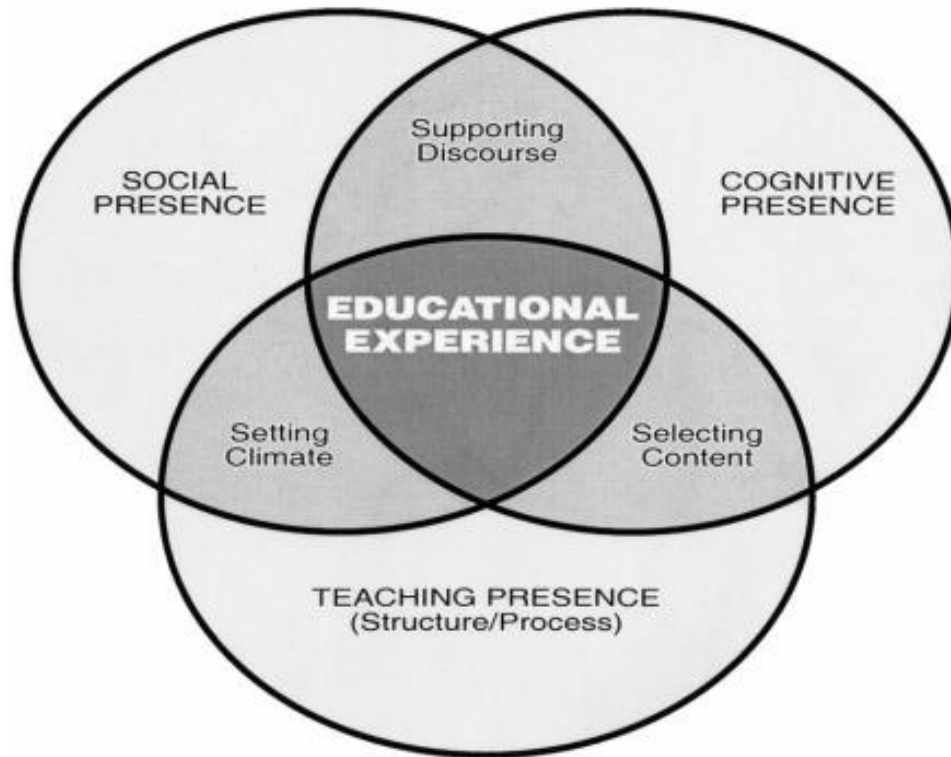 Supporting
Discourse
SOCIAL
PRESENCE
COGNITIVE
PRESENCE
EDUCATIONAL
EXPERIENCE
Setting
Climate
Selecting
Content
TEACHING PRESENCE
(Structure/Process)